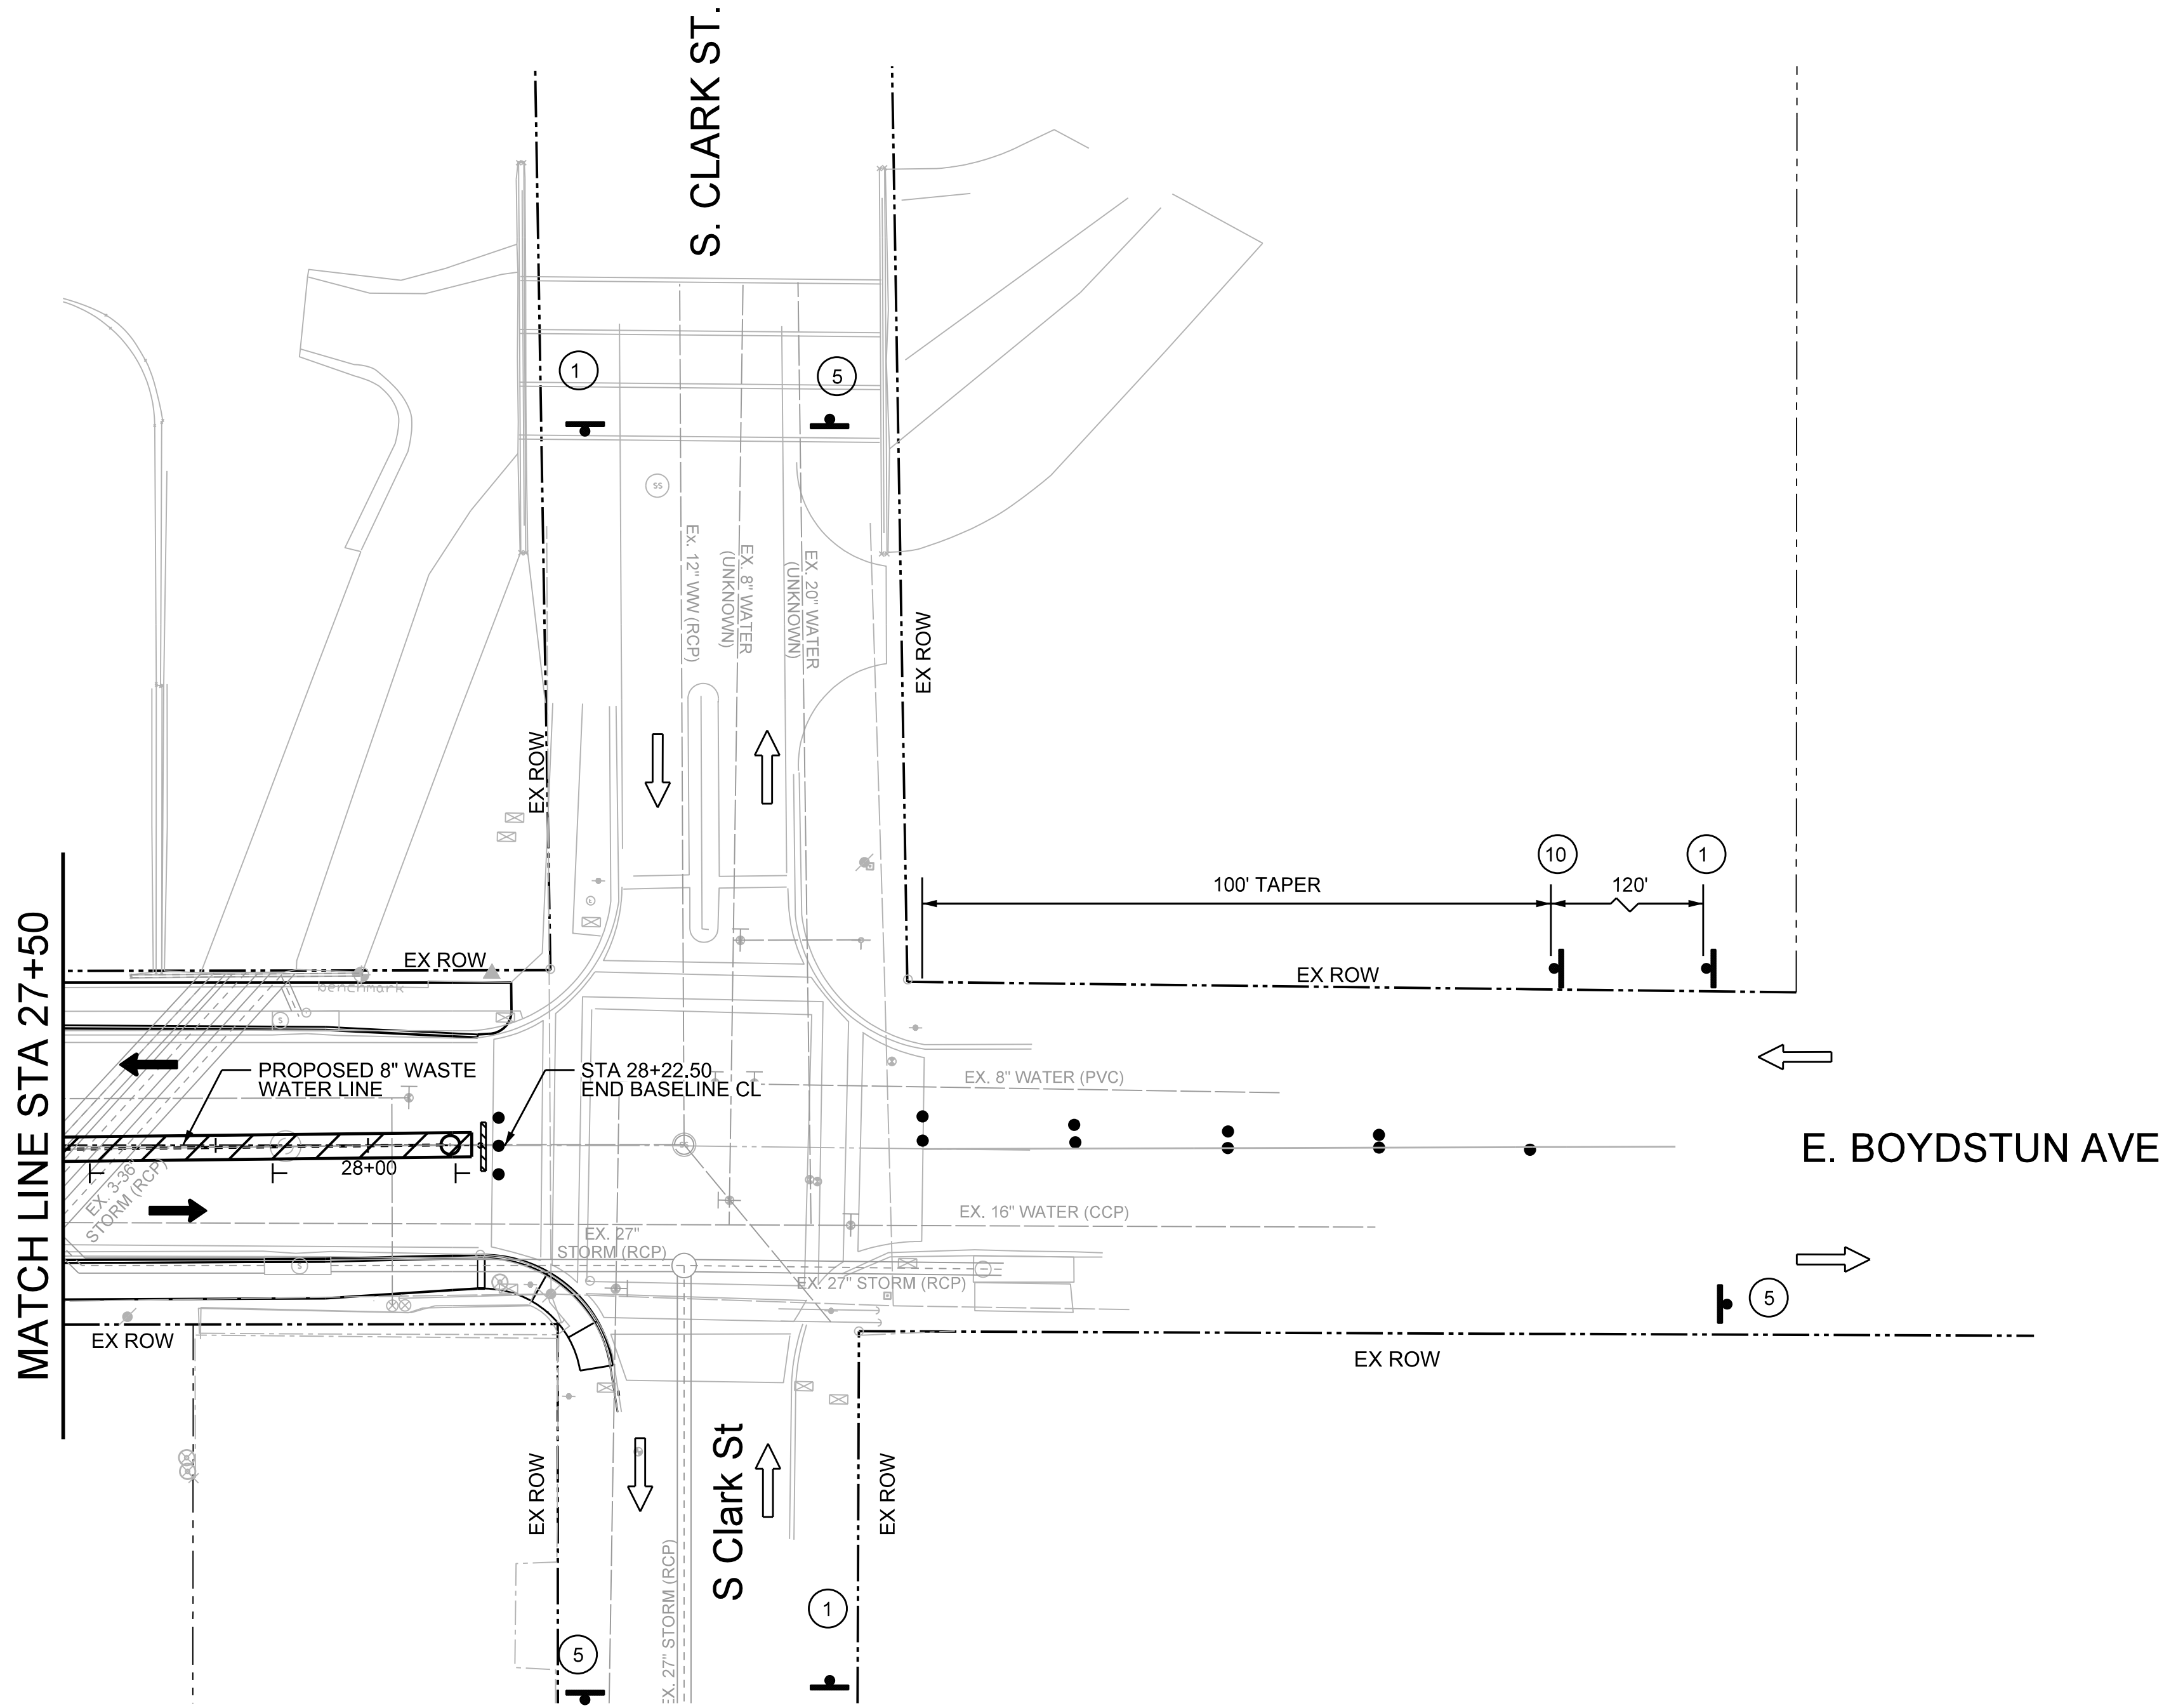 S. CLARK ST.
1
5
SS
Ex. 12" WW (RCP)
EX. 8" WATER
(UNKNOWN)
EX. 20" WATER
(UNKNOWN)
EX ROW
EX ROW
10
1
100' TAPER
120'
MATCH LINE STA 27+50
EX ROW
EX ROW
benchmark
S
PROPOSED 8" WASTE
WATER LINE
STA 28+22.50
END BASELINE CL
EX. 8" WATER (PVC)
E. BOYDSTUN AVE
28+00
EX. 3-36"
STORM (RCP)
EX. 16" WATER (CCP)
EX. 27"
STORM (RCP)
S
EX. 27" STORM (RCP)
5
EX ROW
EX ROW
EX ROW
S Clark St
EX ROW
EX. 27" STORM (RCP)
1
5